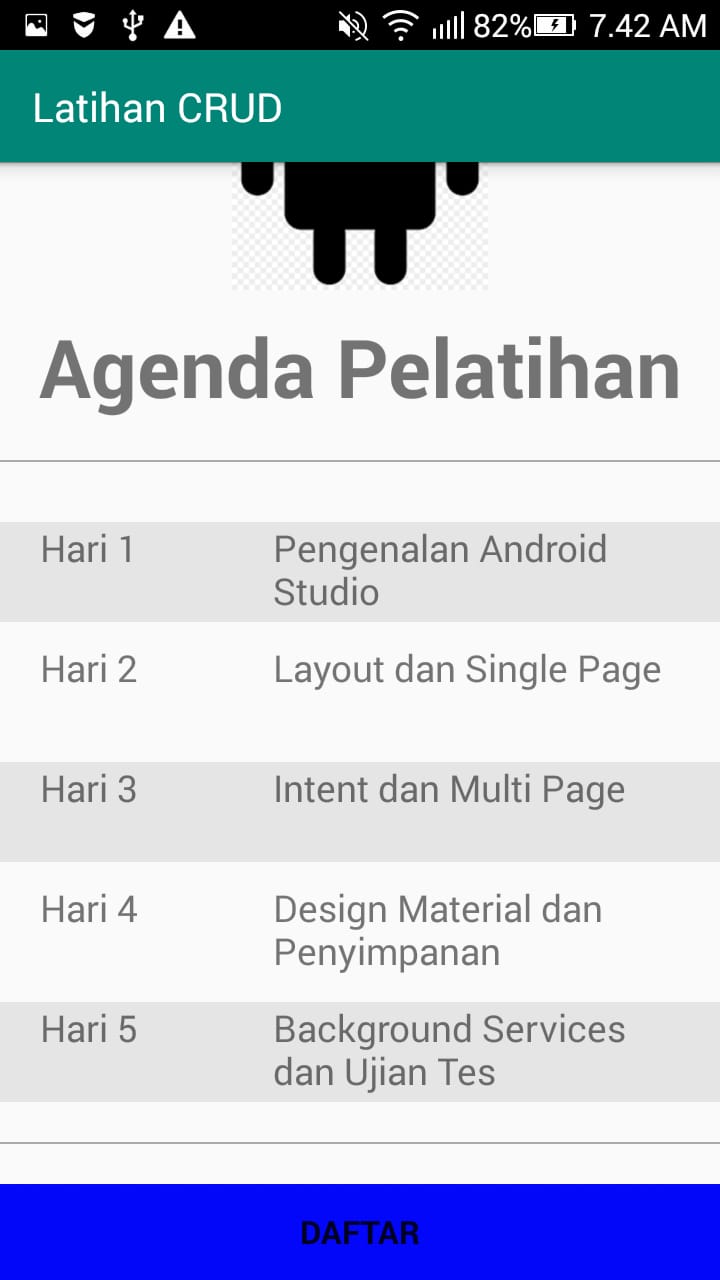 82% 7.42 AM
Latihan CRUD
Agenda Pelatihan
Hari 1 Pengenalan Android
Studio
Hari 2 Layout dan Single Page
Hari 3 Intent dan Multi Page
Hari 4 Design Material dan
Penyimpanan
Hari 5 Background Services
dan Ujian Tes
DAFTAR